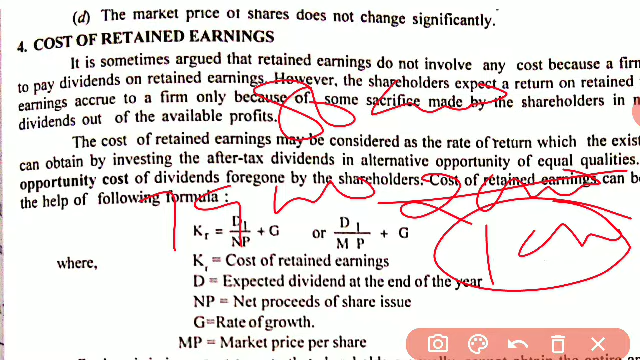 (d) The market price of shares does not change significantly.
4. COST OF RETAINED EARNINGS
It is sometimes argued that retained earnings do not involve any cost because a firm
to pay dividends on retained earnings. However, the shareholders expect a return on retained
earnings accrue to a firm only because of some sacrifice made by the shareholders in
dividends out of the available profits.
The cost of retained earnings may be considered as the rate of return which the exist
can obtain by investing the after-tax dividends in alternative opportunity of equal qualities.
opportunity cost of dividends foregone by the shareholders. Cost of retained earnings can be
the help of following formula :
K_r = D_1/NP + G or D_1/M P + G
where, K_r = Cost of retained earnings
D = Expected dividend at the end of the year
NP = Net proceeds of share issue
G=Rate of growth.
MP = Market price per share